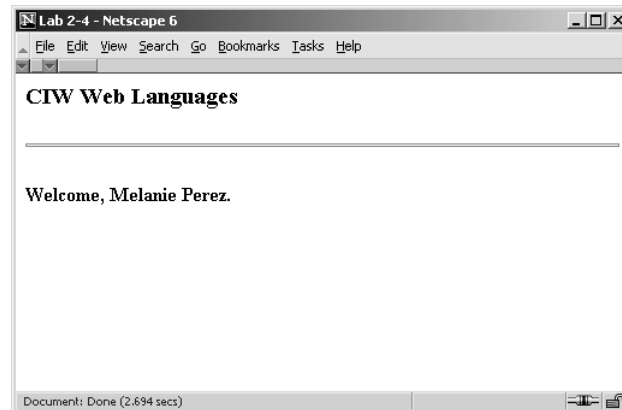 Lab 2-4 - Netscape 6
File Edit View Search Go Bookmarks Tasks Help
CIW Web Languages
Welcome, Melanie Perez.
Document: Done (2.694 secs)